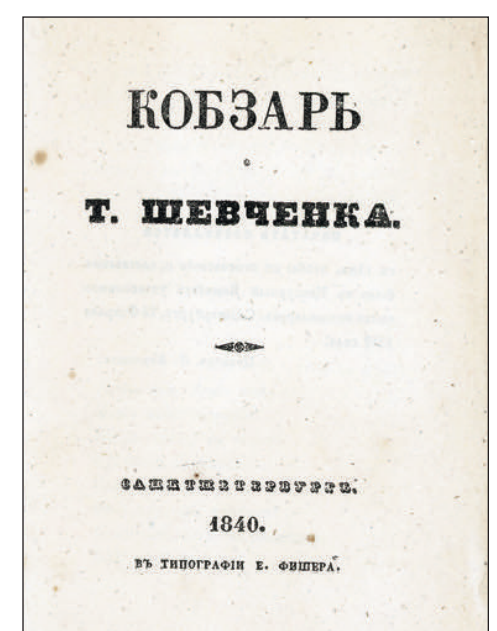 КОБЗАРЬ
Т. ШЕВЧЕНКА.
САНКТПЕТЕРБУРГЪ.
1840.
ВЪ ТИПОГРАФІИ Е. ФИШЕРА.